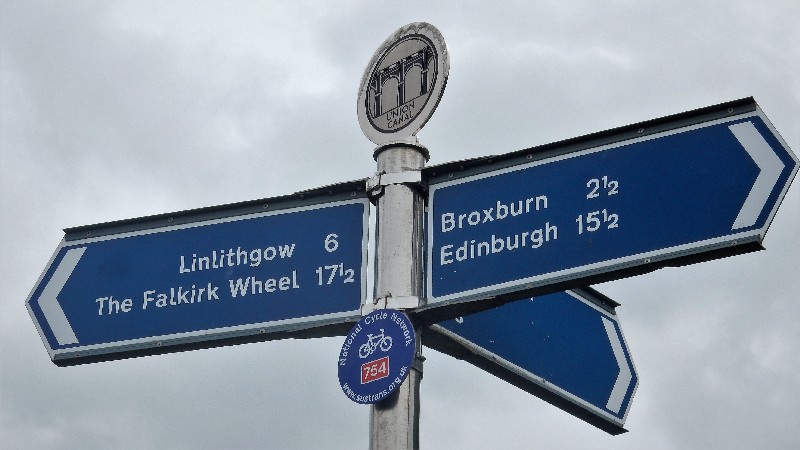 UNION
CANAL
Linlithgow 6
The Falkirk Wheel 17½
Broxburn 2½
Edinburgh 15½
National Cycle Network
754
www.sustrans.org.uk